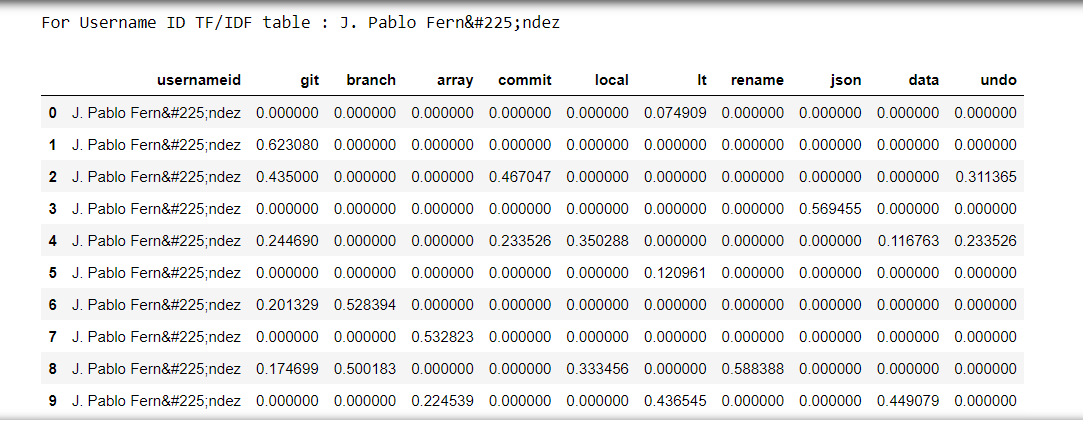 For Username ID TF/IDF table : J. Pablo Fern&#225;ndez
usernameid git branch array commit local lt rename json data undo
0 J. Pablo Fern&#225;ndez 0.000000 0.000000 0.000000 0.000000 0.000000 0.074909 0.000000 0.000000 0.000000 0.000000
1 J. Pablo Fern&#225;ndez 0.623080 0.000000 0.000000 0.000000 0.000000 0.000000 0.000000 0.000000 0.000000 0.000000
2 J. Pablo Fern&#225;ndez 0.435000 0.000000 0.000000 0.467047 0.000000 0.000000 0.000000 0.000000 0.000000 0.311365
3 J. Pablo Fern&#225;ndez 0.000000 0.000000 0.000000 0.000000 0.000000 0.000000 0.000000 0.569455 0.000000 0.000000
4 J. Pablo Fern&#225;ndez 0.244690 0.000000 0.000000 0.233526 0.350288 0.000000 0.000000 0.000000 0.116763 0.233526
5 J. Pablo Fern&#225;ndez 0.000000 0.000000 0.000000 0.000000 0.000000 0.120961 0.000000 0.000000 0.000000 0.000000
6 J. Pablo Fern&#225;ndez 0.201329 0.528394 0.000000 0.000000 0.000000 0.000000 0.000000 0.000000 0.000000 0.000000
7 J. Pablo Fern&#225;ndez 0.000000 0.000000 0.532823 0.000000 0.000000 0.000000 0.000000 0.000000 0.000000 0.000000
8 J. Pablo Fern&#225;ndez 0.174699 0.500183 0.000000 0.000000 0.333456 0.000000 0.588388 0.000000 0.000000 0.000000
9 J. Pablo Fern&#225;ndez 0.000000 0.000000 0.224539 0.000000 0.000000 0.436545 0.000000 0.000000 0.449079 0.000000